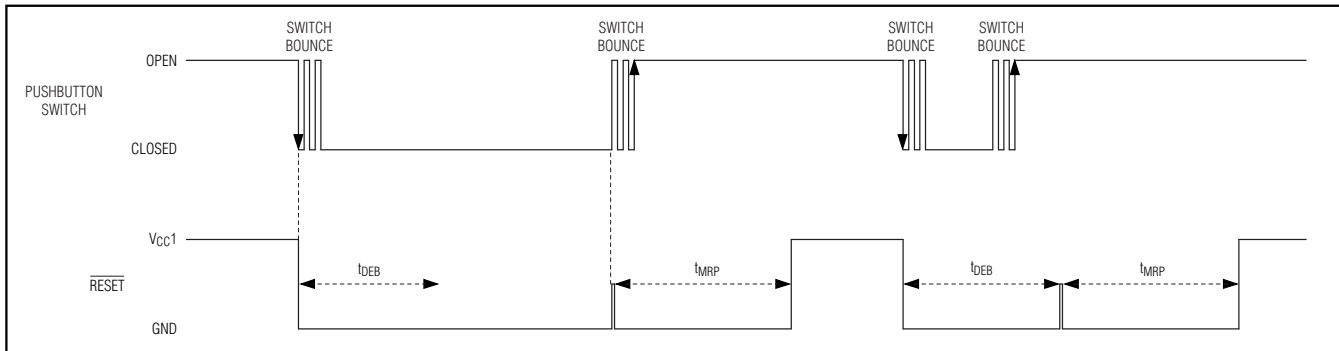 SWITCH
BOUNCE
SWITCH
BOUNCE
SWITCH
BOUNCE
SWITCH
BOUNCE
OPEN
PUSHBUTTON
SWITCH
CLOSED
VCC1
tDEB
tMRP
tDEB
tMRP
RESET
GND